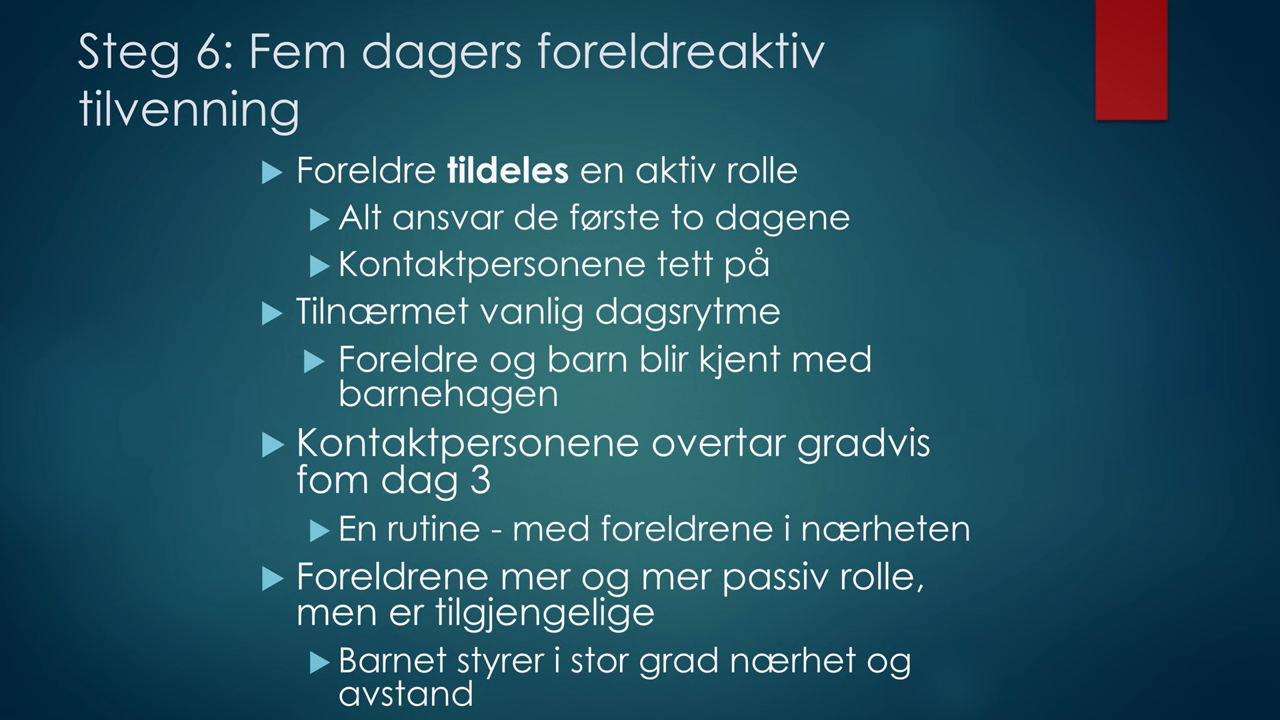 Steg 6: Fem dagers foreldreaktiv
tilvenning
Foreldre tildeles en aktiv rolle
Alt ansvar de første to dagene
Kontaktpersonene tett på
Tilnærmet vanlig dagsrytme
Foreldre og barn blir kjent med
barnehagen
Kontaktpersonene overtar gradvis
fom dag 3
En rutine - med foreldrene i nærheten
Foreldrene mer og mer passiv rolle,
men er tilgjengelige
Barnet styrer i stor grad nærhet og
avstand